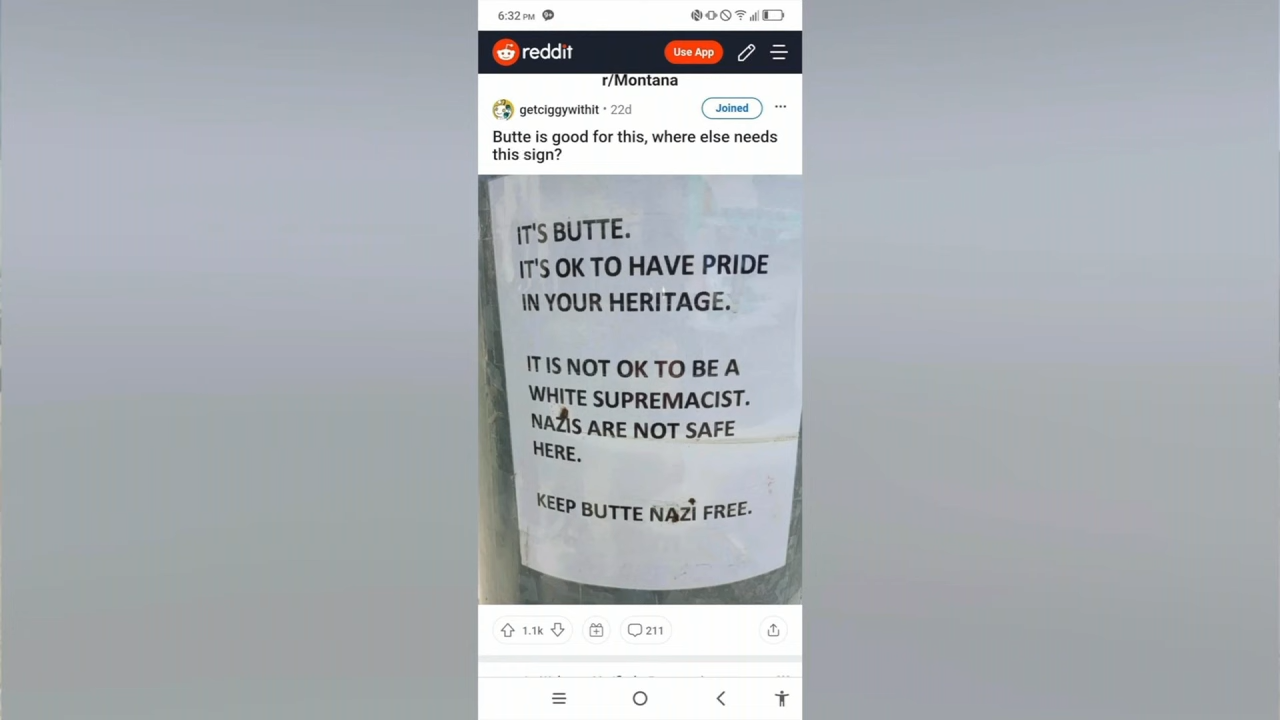 6:32 PM
reddit
Use App
r/Montana
getciggywithit · 22d
Joined
Butte is good for this, where else needs
this sign?
IT'S BUTTE.
IT'S OK TO HAVE PRIDE
IN YOUR HERITAGE.
IT IS NOT OK TO BE A
WHITE SUPREMACIST.
NAZIS ARE NOT SAFE
HERE.
KEEP BUTTE NAZI FREE.
1.1k
211